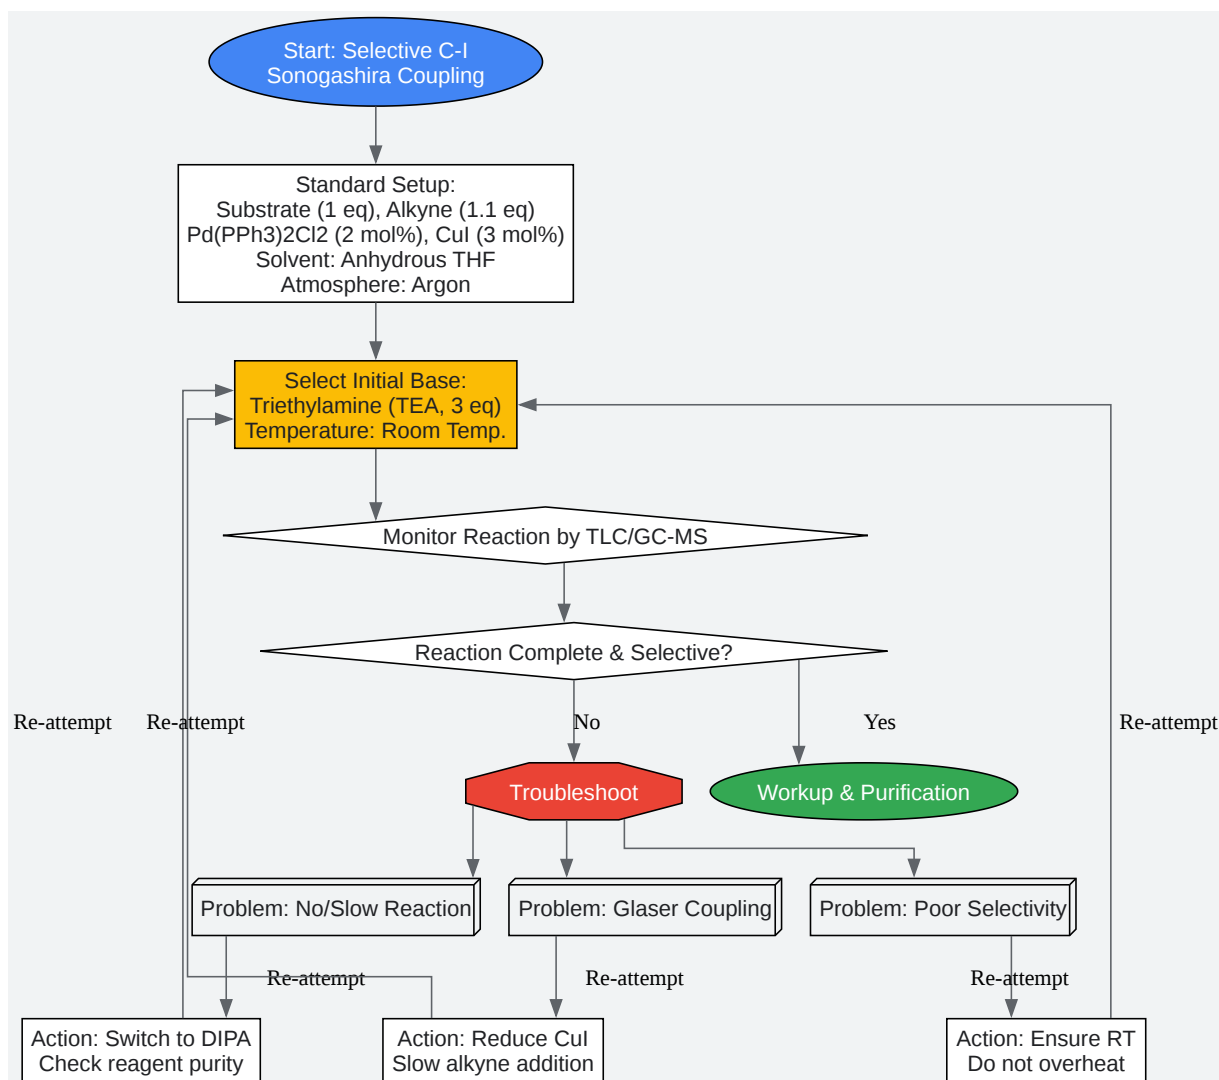 Start: Selective C-I
Sonogashira Coupling
Standard Setup:
Substrate (1 eq), Alkyne (1.1 eq)
Pd(PPh3)2Cl2 (2 mol%), CuI (3 mol%)
Solvent: Anhydrous THF
Atmosphere: Argon
Select Initial Base:
Triethylamine (TEA, 3 eq)
Temperature: Room Temp.
Monitor Reaction by TLC/GC-MS
Reaction Complete & Selective?
Re-attempt
Re-attempt
No
Yes
Re-attempt
Troubleshoot
Workup & Purification
Problem: No/Slow Reaction
Problem: Glaser Coupling
Problem: Poor Selectivity
Re-attempt
Re-attempt
Re-attempt
Action: Switch to DIPA
Check reagent purity
Action: Reduce CuI
Slow alkyne addition
Action: Ensure RT
Do not overheat